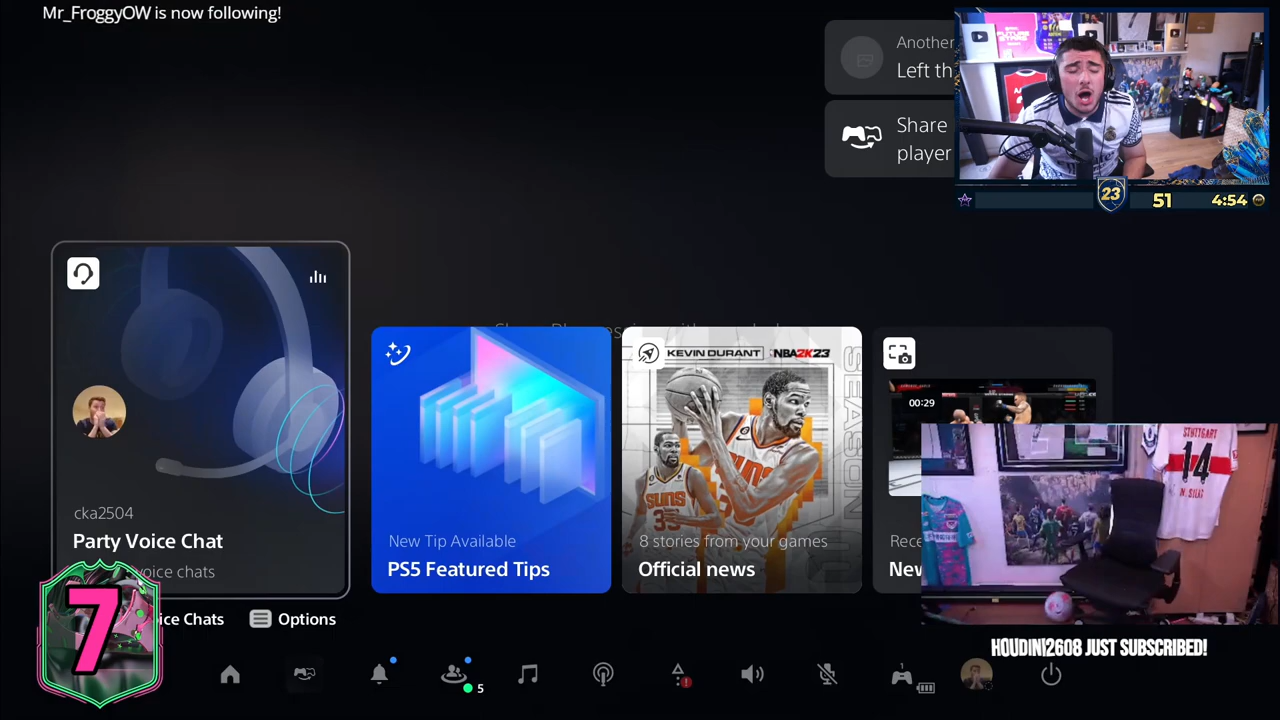 Mr_FroggyOW is now following!
Another
Left th
Share
player
23
51
4:54
KEVIN DURANT
NBA2K23
SEASON
00:29
STUTTGART
14
SUNS
SUNS
35
cka2504
Party Voice Chat
voice chats
New Tip Available
PS5 Featured Tips
8 stories from your games
Official news
Rece
New
7
ice Chats
Options
HOUDINI2608 JUST SUBSCRIBED!
5
1